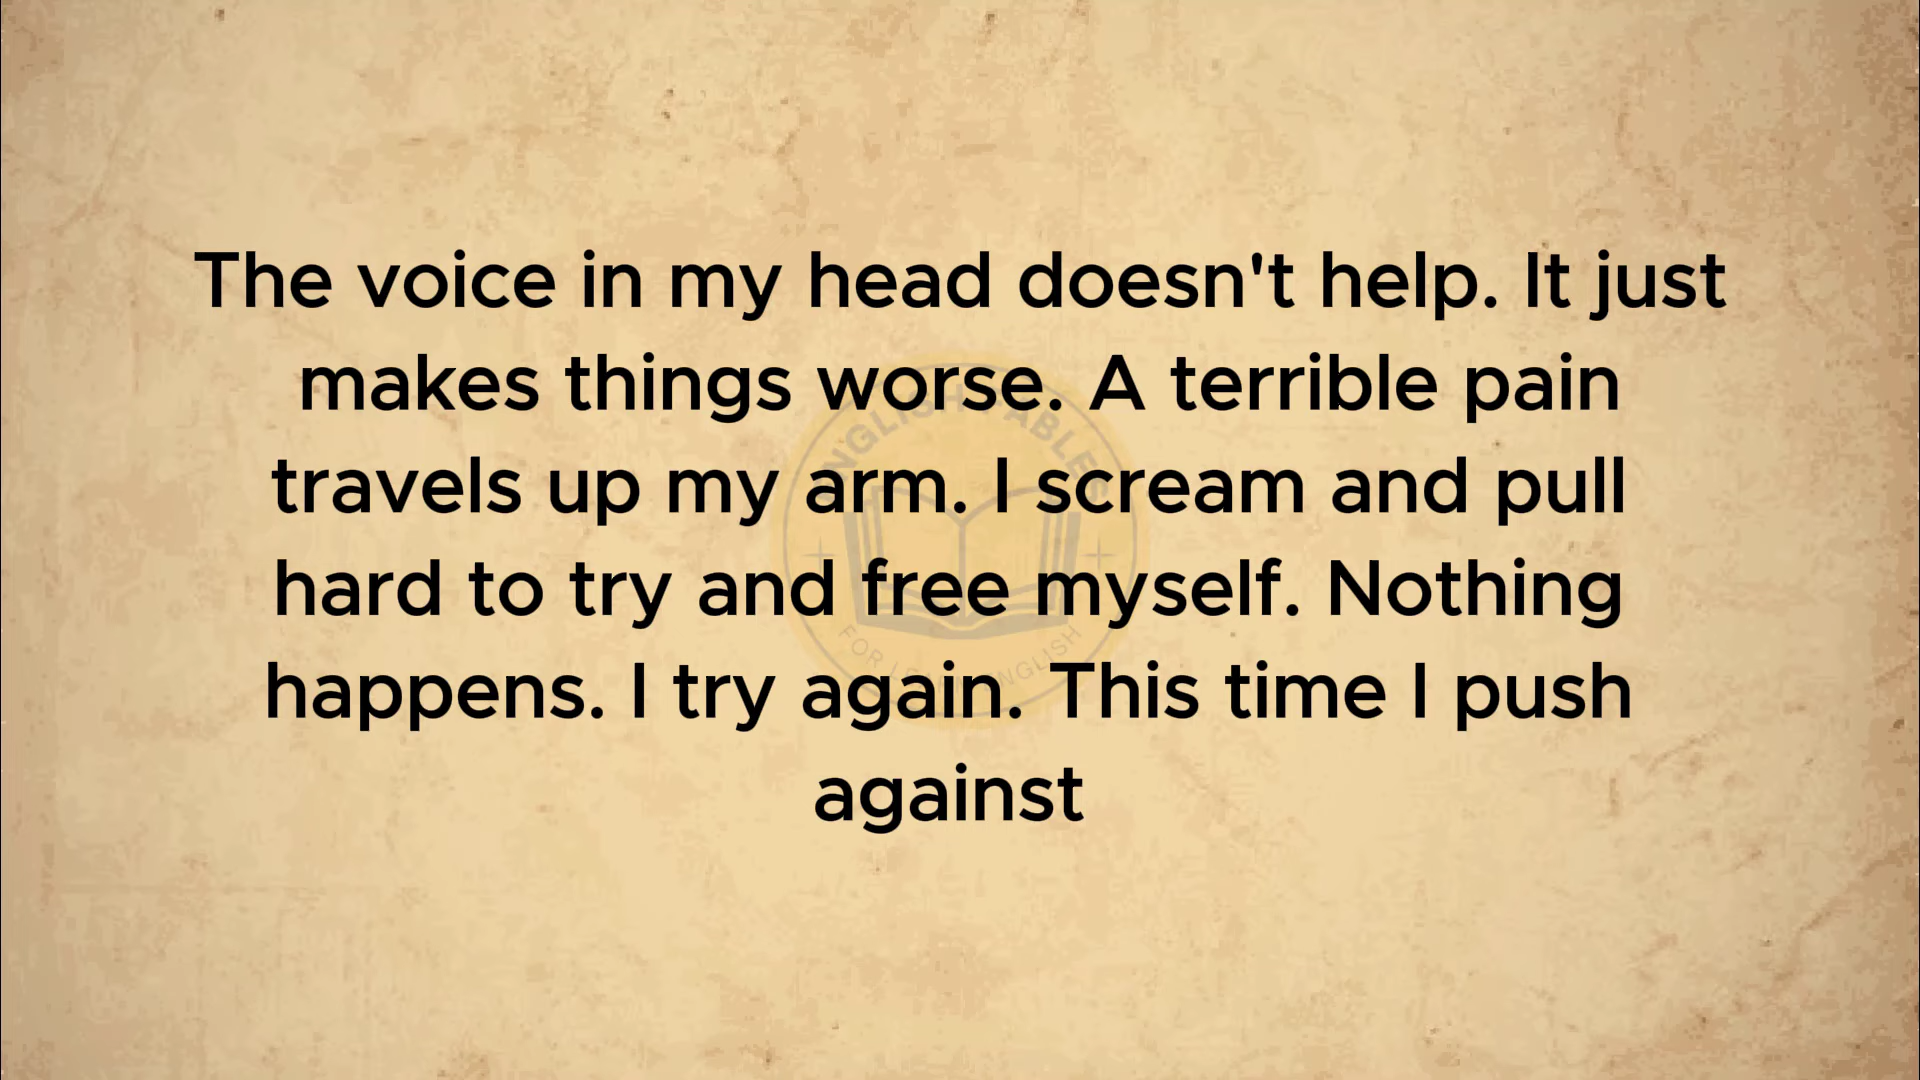 The voice in my head doesn't help. It just
makes things worse. A terrible pain
travels up my arm. I scream and pull
hard to try and free myself. Nothing
happens. I try again. This time I push
against